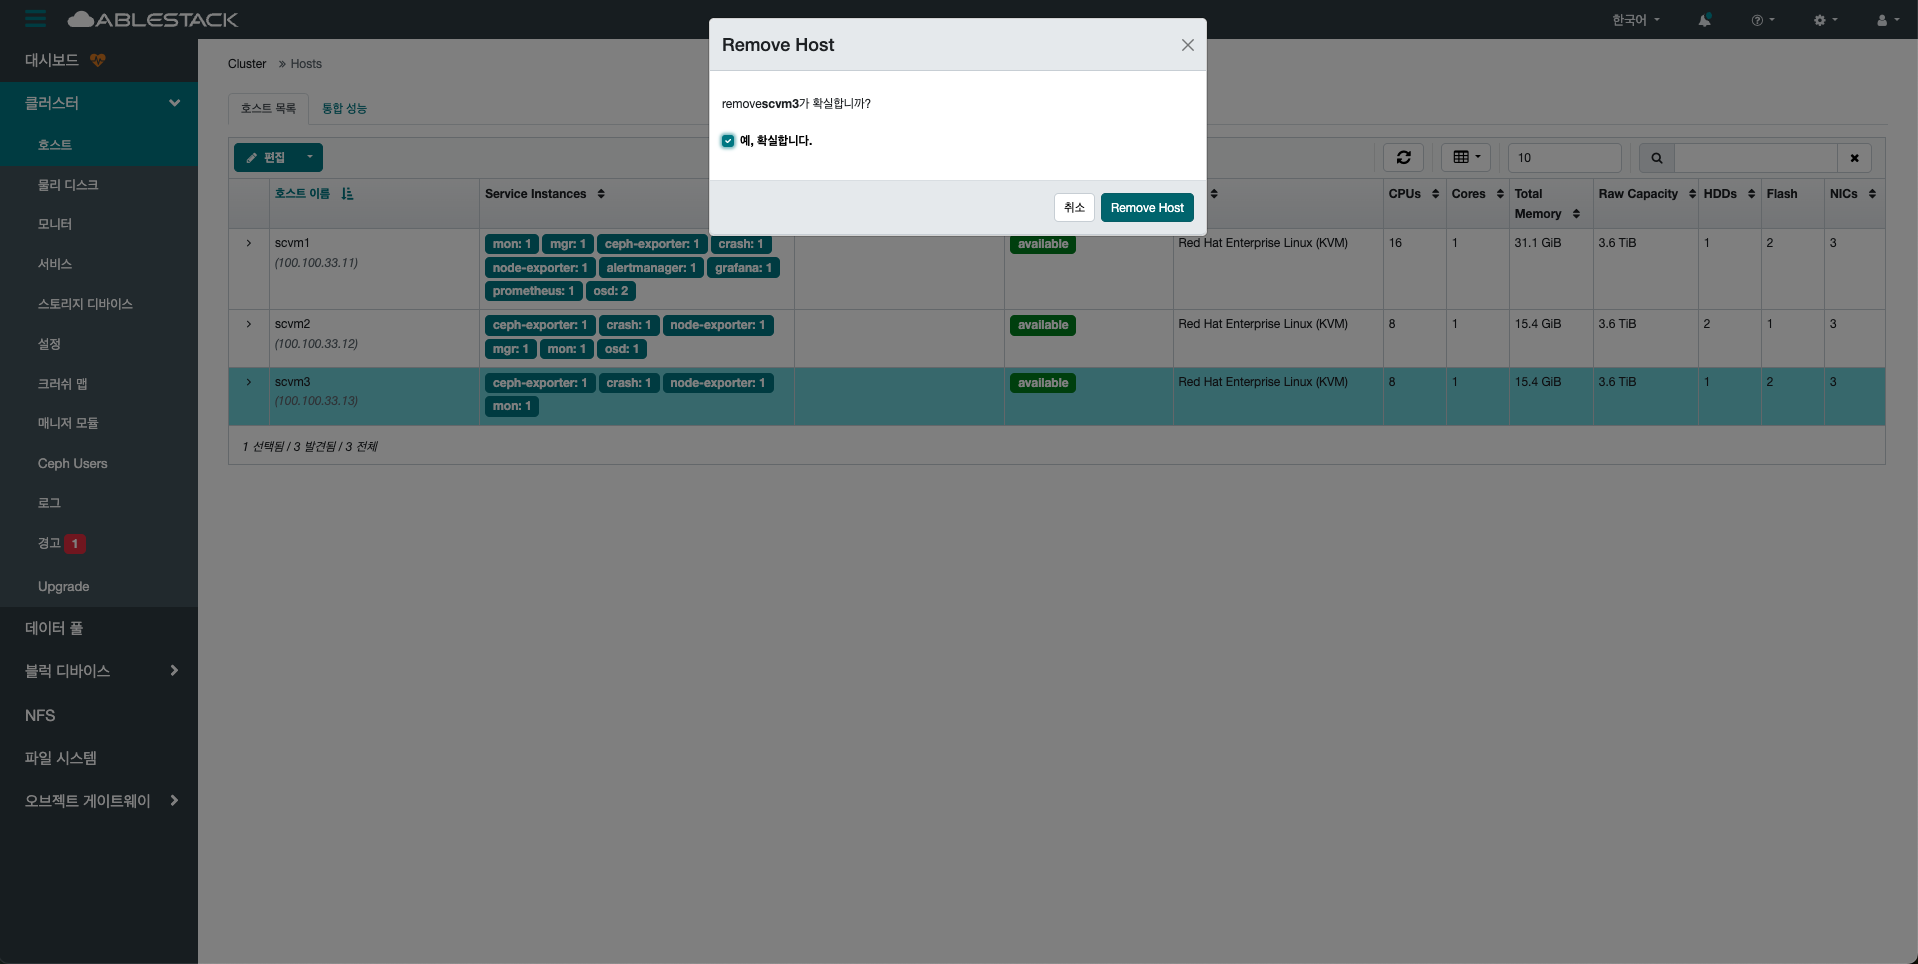 ABLESTACK
한국어
Remove Host
대시보드
Cluster » Hosts
클러스터
호스트 목록 통합 성능
removescvm3가 확실합니까?
예, 확실합니다.
호스트
편집
10
물리 디스크
취소 Remove Host
호스트 이름 Service Instances CPUs Cores Total Memory Raw Capacity HDDs Flash NICs
모니터
scvm1 mon: 1 mgr: 1 ceph-exporter: 1 crash: 1 available Red Hat Enterprise Linux (KVM) 16 1 31.1 GiB 3.6 TiB 1 2 3
(100.100.33.11) node-exporter: 1 alertmanager: 1 grafana: 1
서비스
prometheus: 1 osd: 2
스토리지 디바이스
scvm2 ceph-exporter: 1 crash: 1 node-exporter: 1 available Red Hat Enterprise Linux (KVM) 8 1 15.4 GiB 3.6 TiB 2 1 3
(100.100.33.12) mgr: 1 mon: 1 osd: 1
설정
scvm3 ceph-exporter: 1 crash: 1 node-exporter: 1 available Red Hat Enterprise Linux (KVM) 8 1 15.4 GiB 3.6 TiB 1 2 3
(100.100.33.13) mon: 1
크러쉬 맵
매니저 모듈
1 선택됨 / 3 발견됨 / 3 전체
Ceph Users
로그
경고 1
Upgrade
데이터 풀
블럭 디바이스
NFS
파일 시스템
오브젝트 게이트웨이